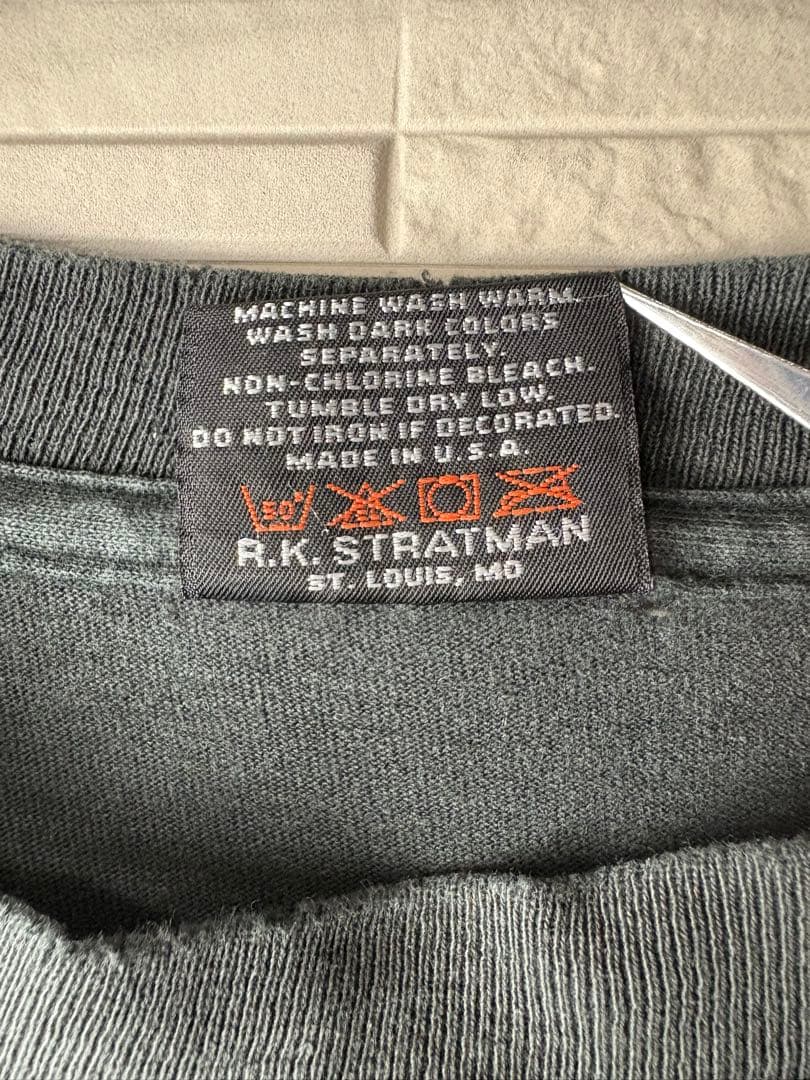 MACHINE WASH WARM.
WASH DARK COLORS
SEPARATELY.
NON-CHLORINE BLEACH.
TUMBLE DRY LOW.
DO NOT IRON IF DECORATED.
MADE IN U.S.A.
50°
R.K. STRATMAN
ST. LOUIS, MO